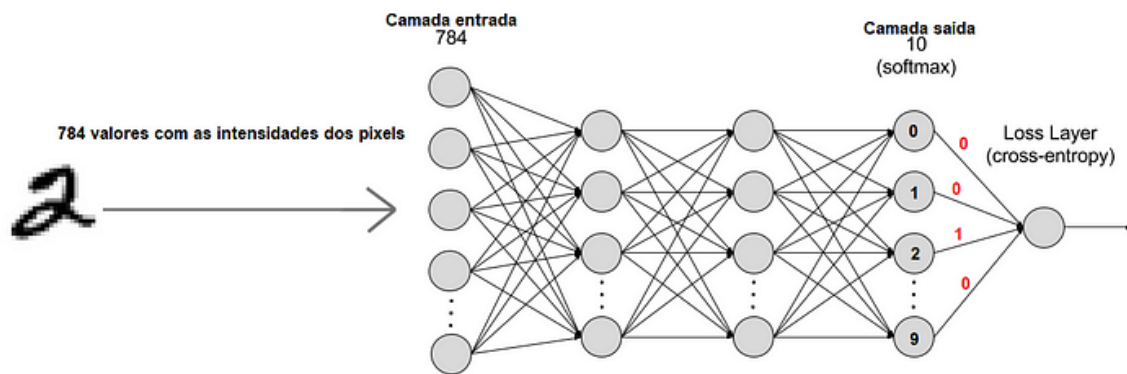 Camada entrada
784
Camada saída
10
(softmax)
784 valores com as intensidades dos pixels
Loss Layer
(cross-entropy)
2
0
1
2
9
0
0
1
0